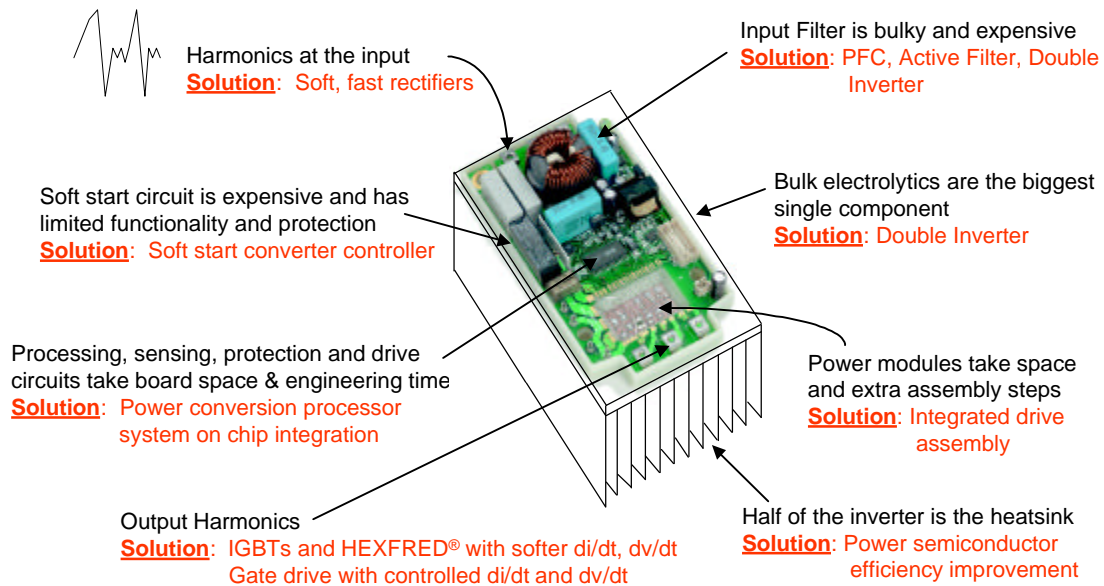 Harmonics at the input
Solution: Soft, fast rectifiers
Input Filter is bulky and expensive
Solution: PFC, Active Filter, Double
Inverter
Soft start circuit is expensive and has
limited functionality and protection
Solution: Soft start converter controller
Bulk electrolytics are the biggest
single component
Solution: Double Inverter
Processing, sensing, protection and drive
circuits take board space & engineering time
Solution: Power conversion processor
system on chip integration
Power modules take space
and extra assembly steps
Solution: Integrated drive
assembly
Output Harmonics
Solution: IGBTs and HEXFRED® with softer di/dt, dv/dt
Gate drive with controlled di/dt and dv/dt
Half of the inverter is the heatsink
Solution: Power semiconductor
efficiency improvement